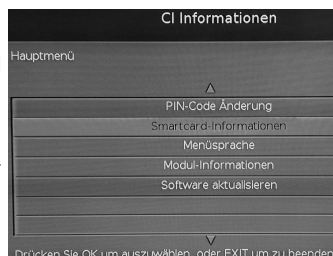 CI Informationen
Hauptmenü
PIN-Code Änderung
Smartcard-Informationen
Menüsprache
Modul-Informationen
Software aktualisieren
Drücken Sie OK um auszuwählen, oder EXIT um zu beenden